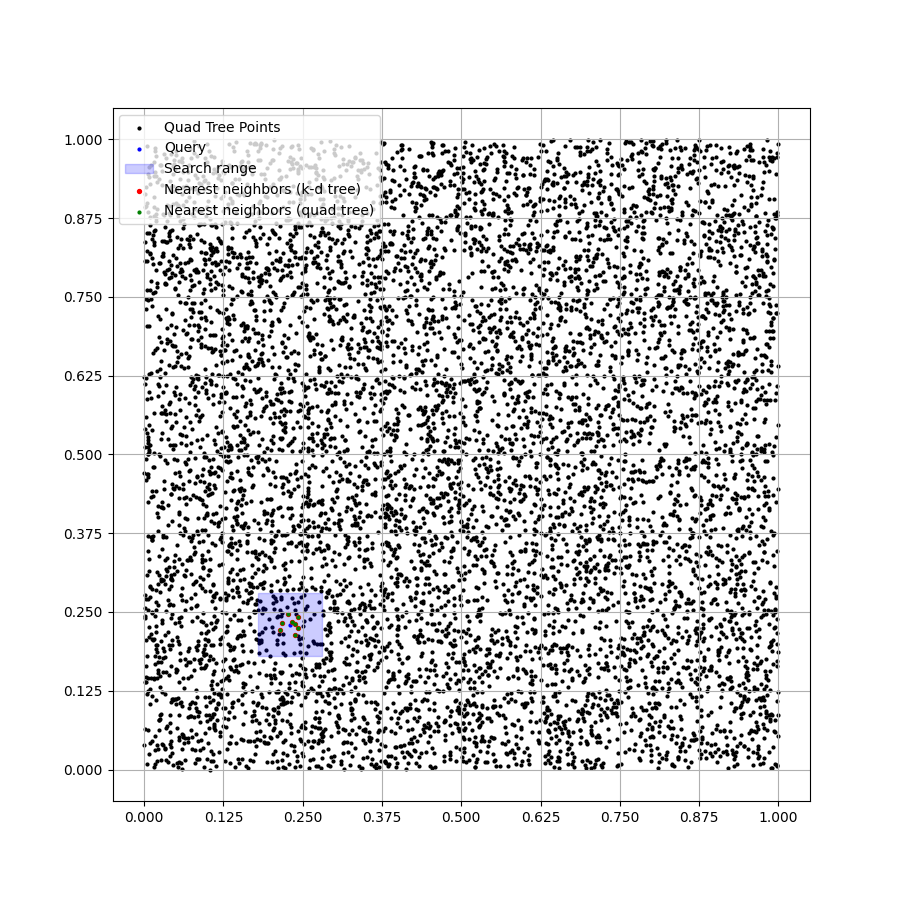 Quad Tree Points
Query
Search range
Nearest neighbors (k-d tree)
Nearest neighbors (quad tree)
1.000
0.875
0.750
0.625
0.500
0.375
0.250
0.125
0.000
0.000 0.125 0.250 0.375 0.500 0.625 0.750 0.875 1.000